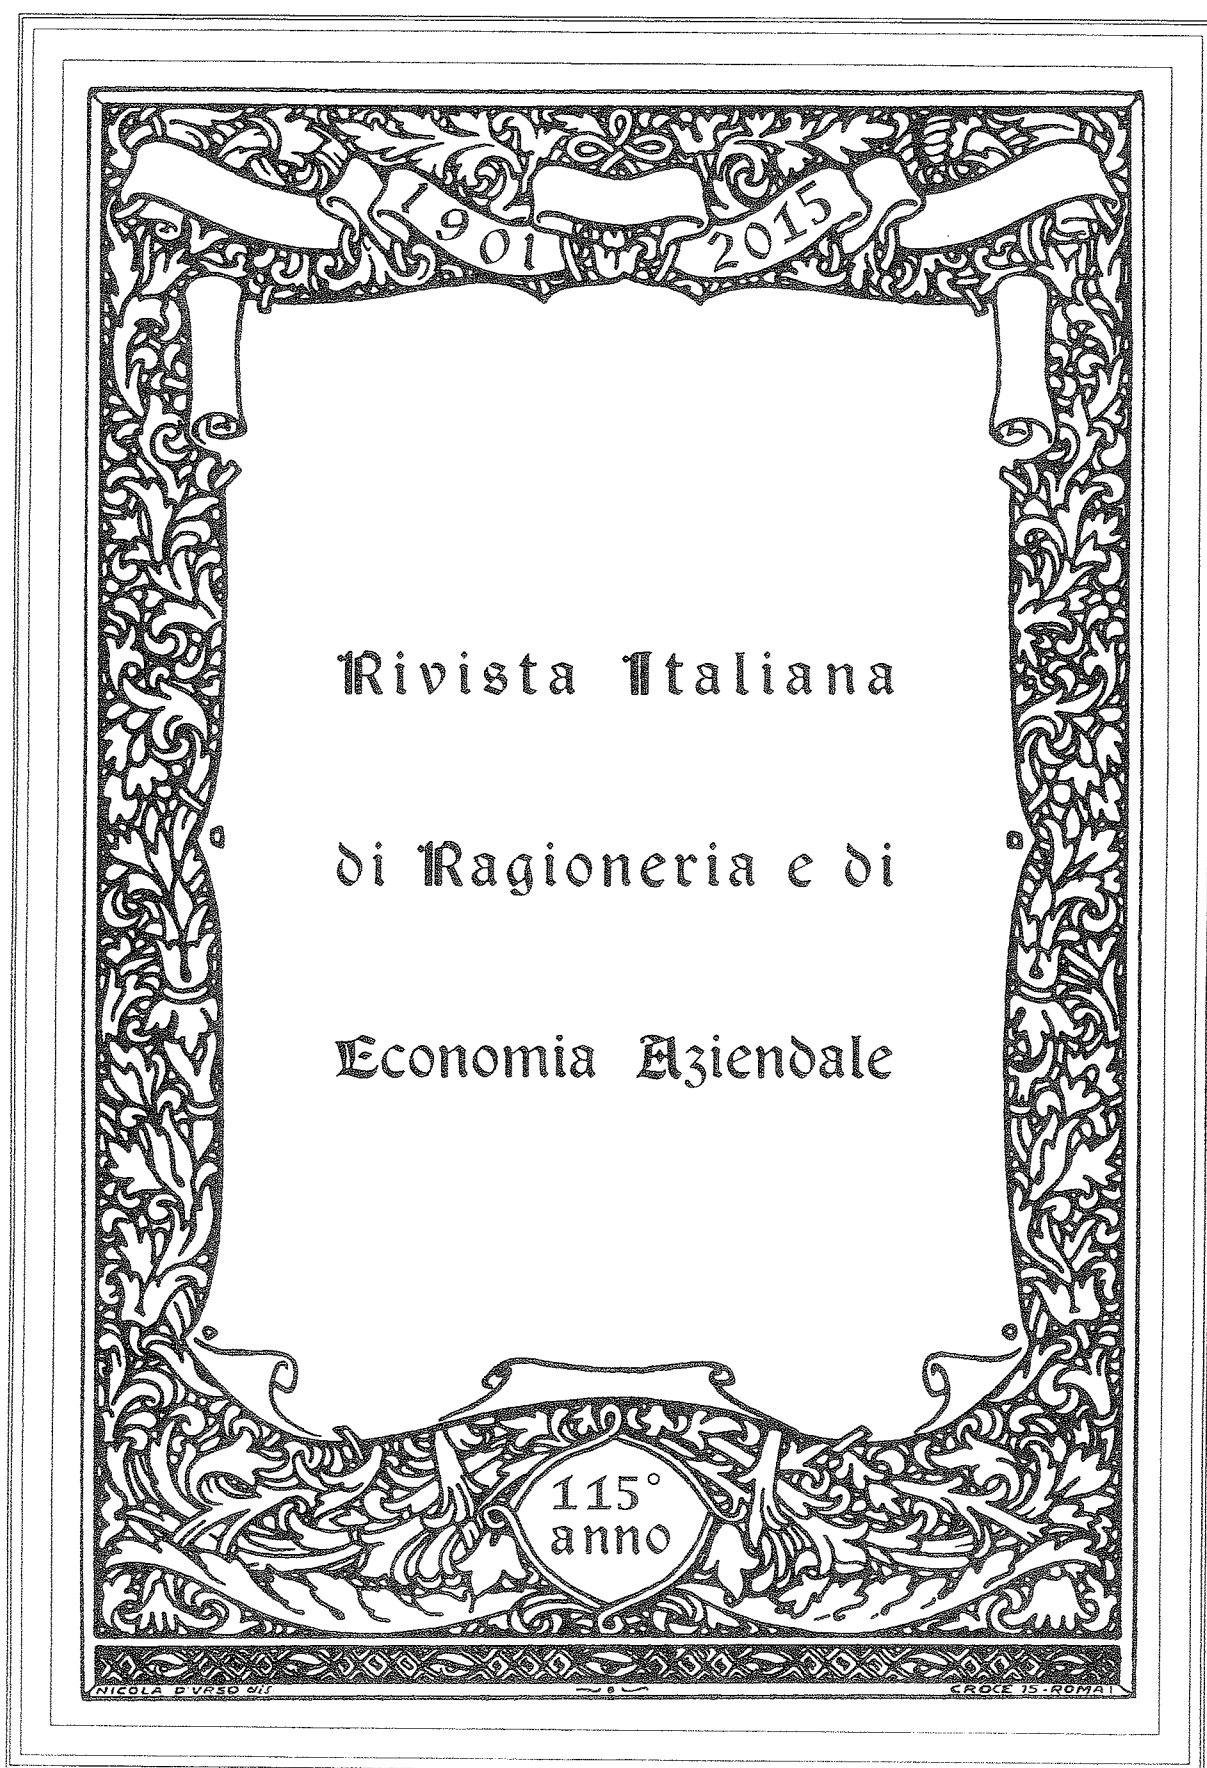 1901 2015
Rivista Italiana
di Ragioneria e di
Economia Aziendale
115°
anno
NICOLA D'URSO dis
CROCE 15-ROMA